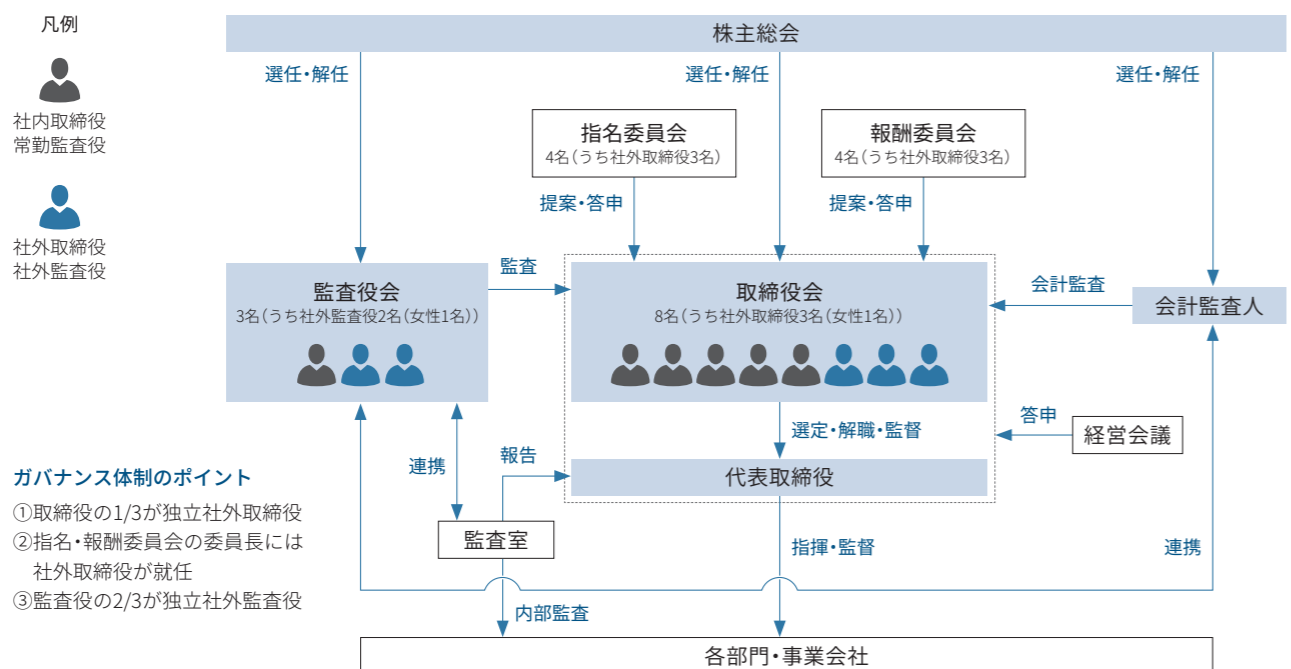 凡例
社内取締役
常勤監査役
社外取締役
社外監査役
株主総会
選任・解任
選任・解任
選任・解任
指名委員会
4名(うち社外取締役3名)
報酬委員会
4名(うち社外取締役3名)
提案・答申
提案・答申
監査役会
3名(うち社外監査役2名(女性1名))
監査
取締役会
8名(うち社外取締役3名(女性1名))
会計監査
会計監査人
選定・解職・監督
答申
経営会議
連携
報告
代表取締役
監査室
指揮・監督
連携
内部監査
各部門・事業会社
ガバナンス体制のポイント
①取締役の1/3が独立社外取締役
②指名・報酬委員会の委員長には
社外取締役が就任
③監査役の2/3が独立社外監査役